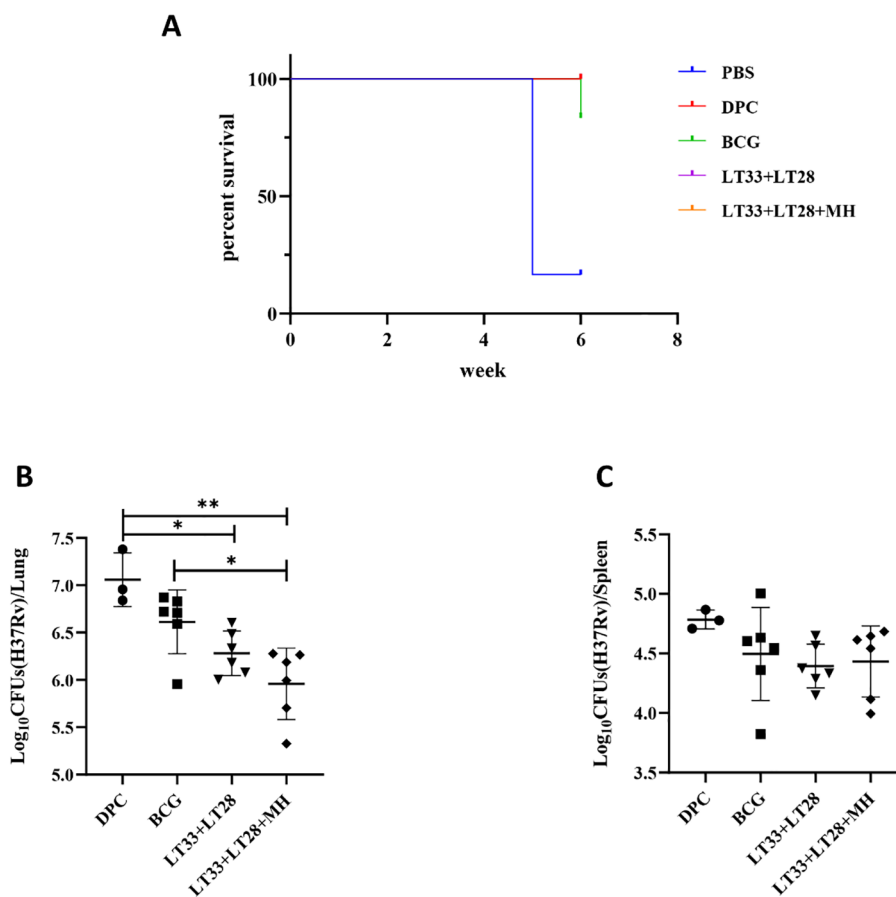 A
percent survival
100
50
0
0 2 4 6 8
week
PBS
DPC
BCG
LT33+LT28
LT33+LT28+MH
B
Log₁₀CFUs(H37Rv)/Lung
7.5
7.0
6.5
6.0
5.5
5.0
**
*
*
DPC BCG LT33+LT28 LT33+LT28+MH
C
Log₁₀CFUs(H37Rv)/Spleen
5.5
5.0
4.5
4.0
3.5
DPC BCG LT33+LT28 LT33+LT28+MH